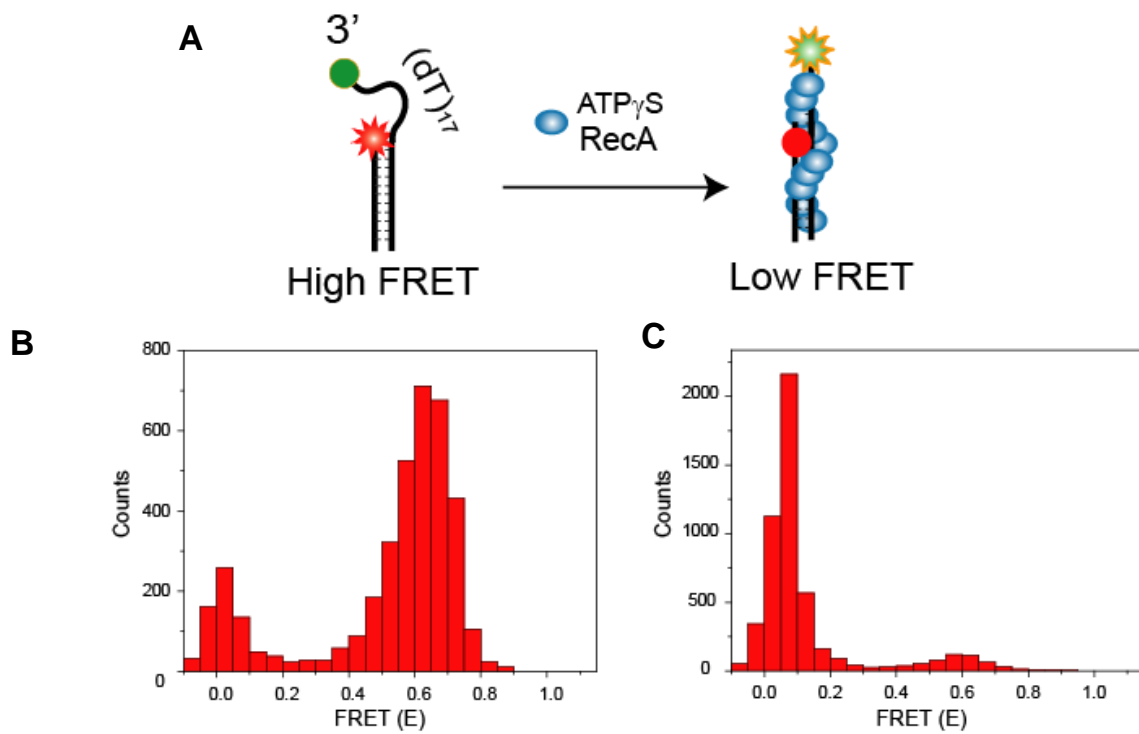 A
3’
(dT)17
ATPγS
RecA
High FRET
Low FRET
B
800
600
400
200
0
Counts
0.0 0.2 0.4 0.6 0.8 1.0
FRET (E)
C
2000
1500
1000
500
0
Counts
0.0 0.2 0.4 0.6 0.8 1.0
FRET (E)